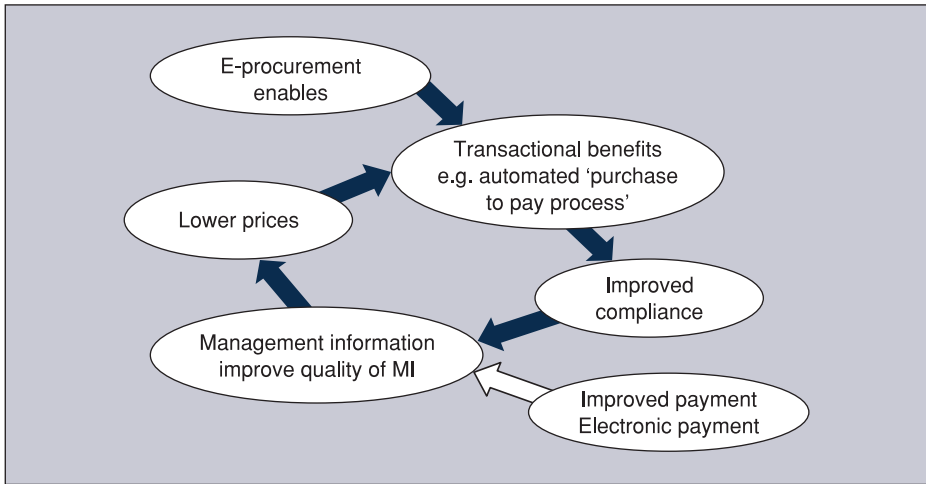 E-procurement
enables
Transactional benefits
e.g. automated ‘purchase
to pay process’
Lower prices
Improved
compliance
Management information
improve quality of MI
Improved payment
Electronic payment